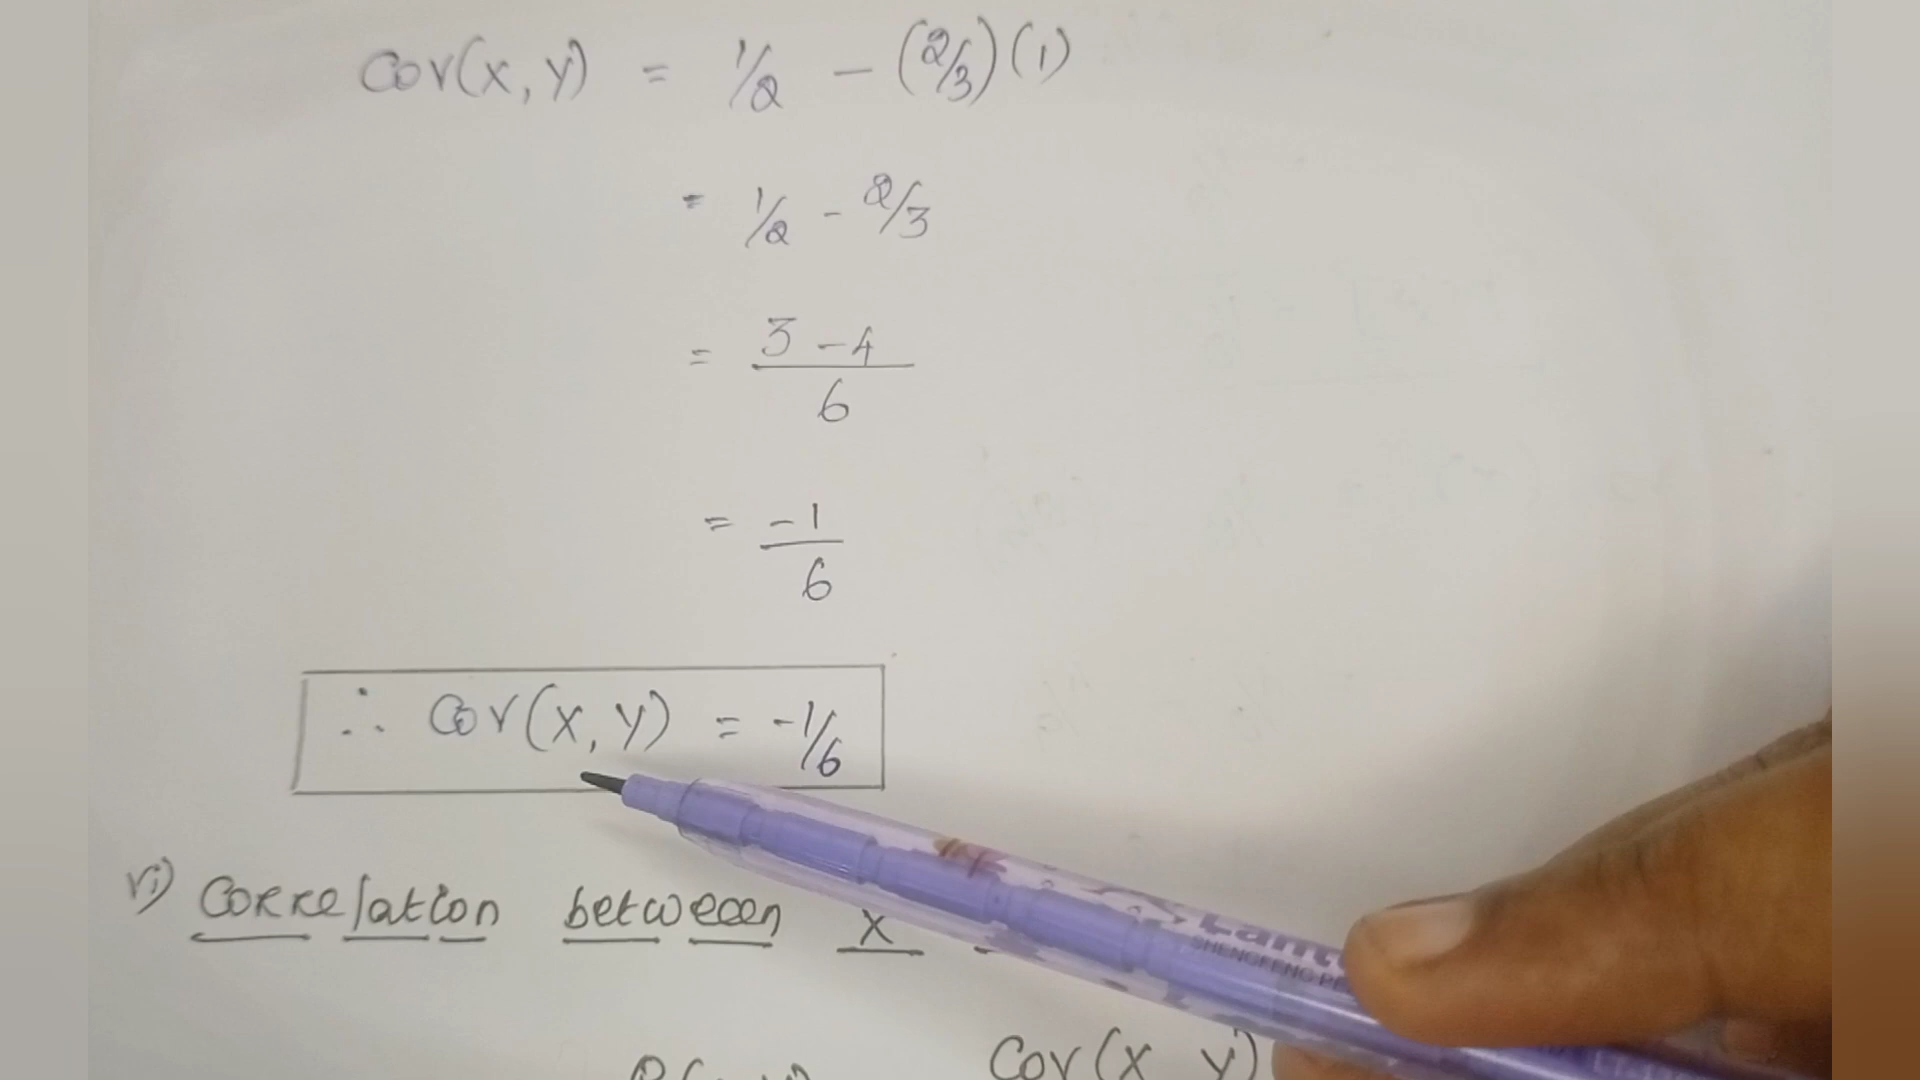 Cov(X, Y) = 1/2 - (2/3)(1)
= 1/2 - 2/3
= 3 - 4 / 6
= -1 / 6
∴ Cov(X, Y) = -1/6
vi) Correlation between X
Cov(X Y)
SHENGFENG